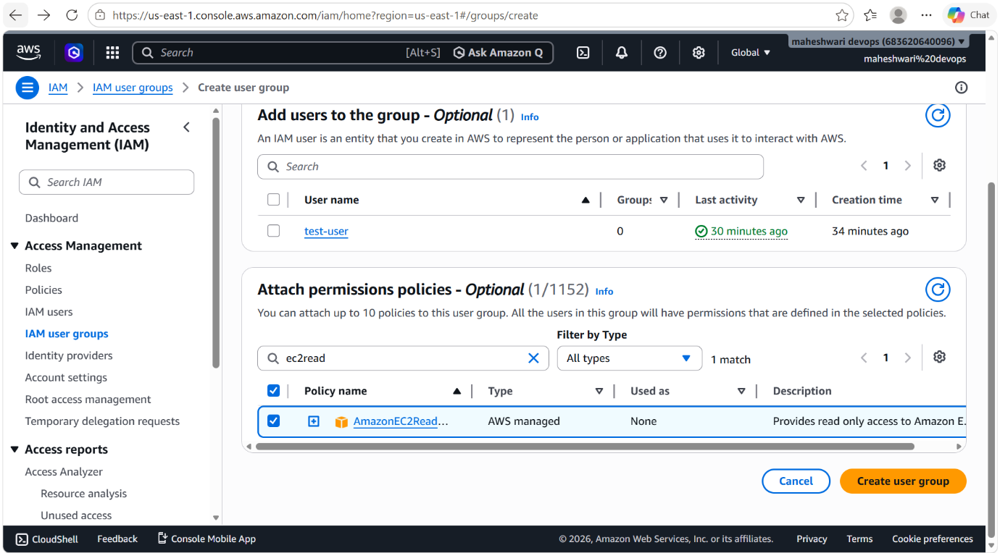 https://us-east-1.console.aws.amazon.com/iam/home?region=us-east-1#/groups/create
Chat
aws
Search [Alt+S] Ask Amazon Q
Global
maheshwari devops (683620640096)
maheshwari%20devops
IAM > IAM user groups > Create user group
Identity and Access
Management (IAM)
Search IAM
Dashboard
Access Management
Roles
Policies
IAM users
IAM user groups
Identity providers
Account settings
Root access management
Temporary delegation requests
Access reports
Access Analyzer
Resource analysis
Unused access
Add users to the group - Optional (1) Info
An IAM user is an entity that you create in AWS to represent the person or application that uses it to interact with AWS.
Search
1
User name Groups Last activity Creation time
test-user 0 30 minutes ago 34 minutes ago
Attach permissions policies - Optional (1/1152) Info
You can attach up to 10 policies to this user group. All the users in this group will have permissions that are defined in the selected policies.
Filter by Type
ec2read All types 1 match 1
Policy name Type Used as Description
AmazonEC2Read... AWS managed None Provides read only access to Amazon E.
Cancel Create user group
CloudShell Feedback Console Mobile App © 2026, Amazon Web Services, Inc. or its affiliates. Privacy Terms Cookie preferences